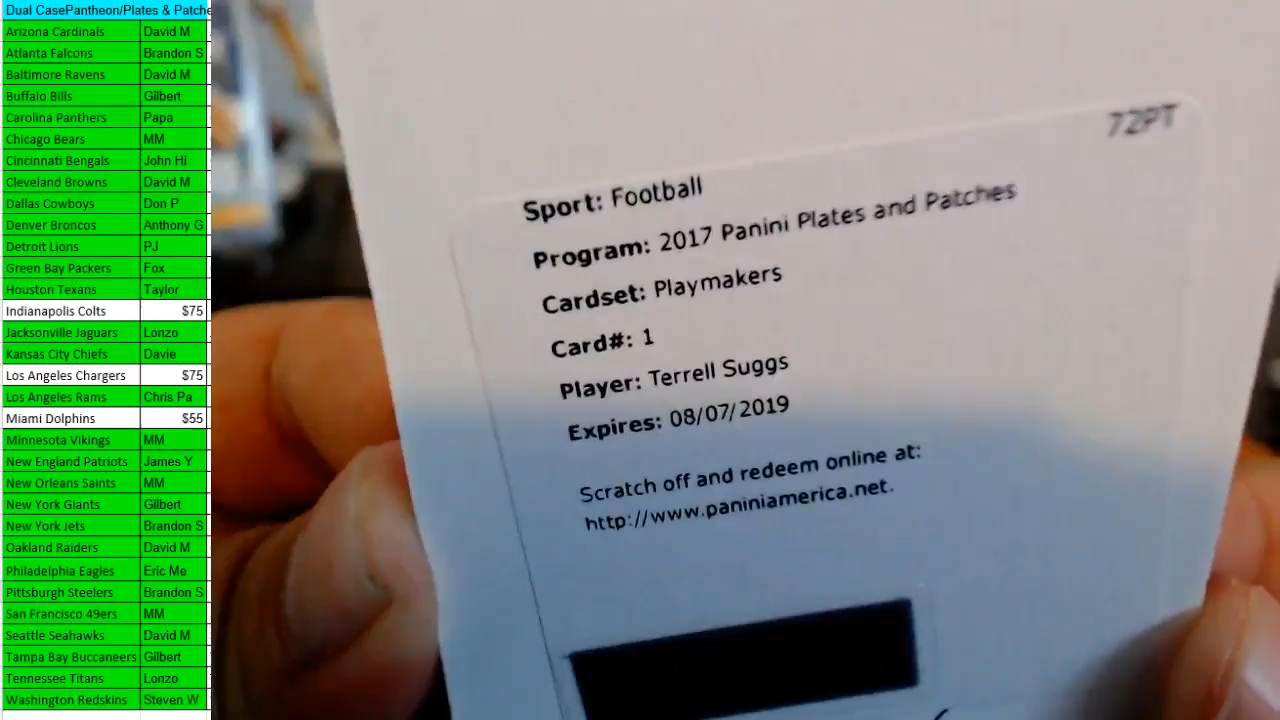 Dual CasePantheon/Plates & Patche
Arizona Cardinals David M
Atlanta Falcons Brandon S
Baltimore Ravens David M
Buffalo Bills Gilbert
Carolina Panthers Papa
Chicago Bears MM
Cincinnati Bengals John Hi
Cleveland Browns David M
Dallas Cowboys Don P
Denver Broncos Anthony G
Detroit Lions PJ
Green Bay Packers Fox
Houston Texans Taylor
Indianapolis Colts $75
Jacksonville Jaguars Lonzo
Kansas City Chiefs Davie
Los Angeles Chargers $75
Los Angeles Rams Chris Pa
Miami Dolphins $55
Minnesota Vikings MM
New England Patriots James Y
New Orleans Saints MM
New York Giants Gilbert
New York Jets Brandon S
Oakland Raiders David M
Philadelphia Eagles Eric Me
Pittsburgh Steelers Brandon S
San Francisco 49ers MM
Seattle Seahawks David M
Tampa Bay Buccaneers Gilbert
Tennessee Titans Lonzo
Washington Redskins Steven W
72PT
Sport: Football
Program: 2017 Panini Plates and Patches
Cardset: Playmakers
Card#: 1
Player: Terrell Suggs
Expires: 08/07/2019
Scratch off and redeem online at:
http://www.paniniamerica.net.